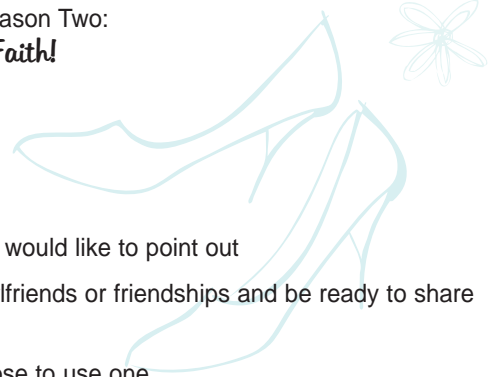 ason Two:
Faith!
would like to point out
lfriends or friendships and be ready to share
ose to use one